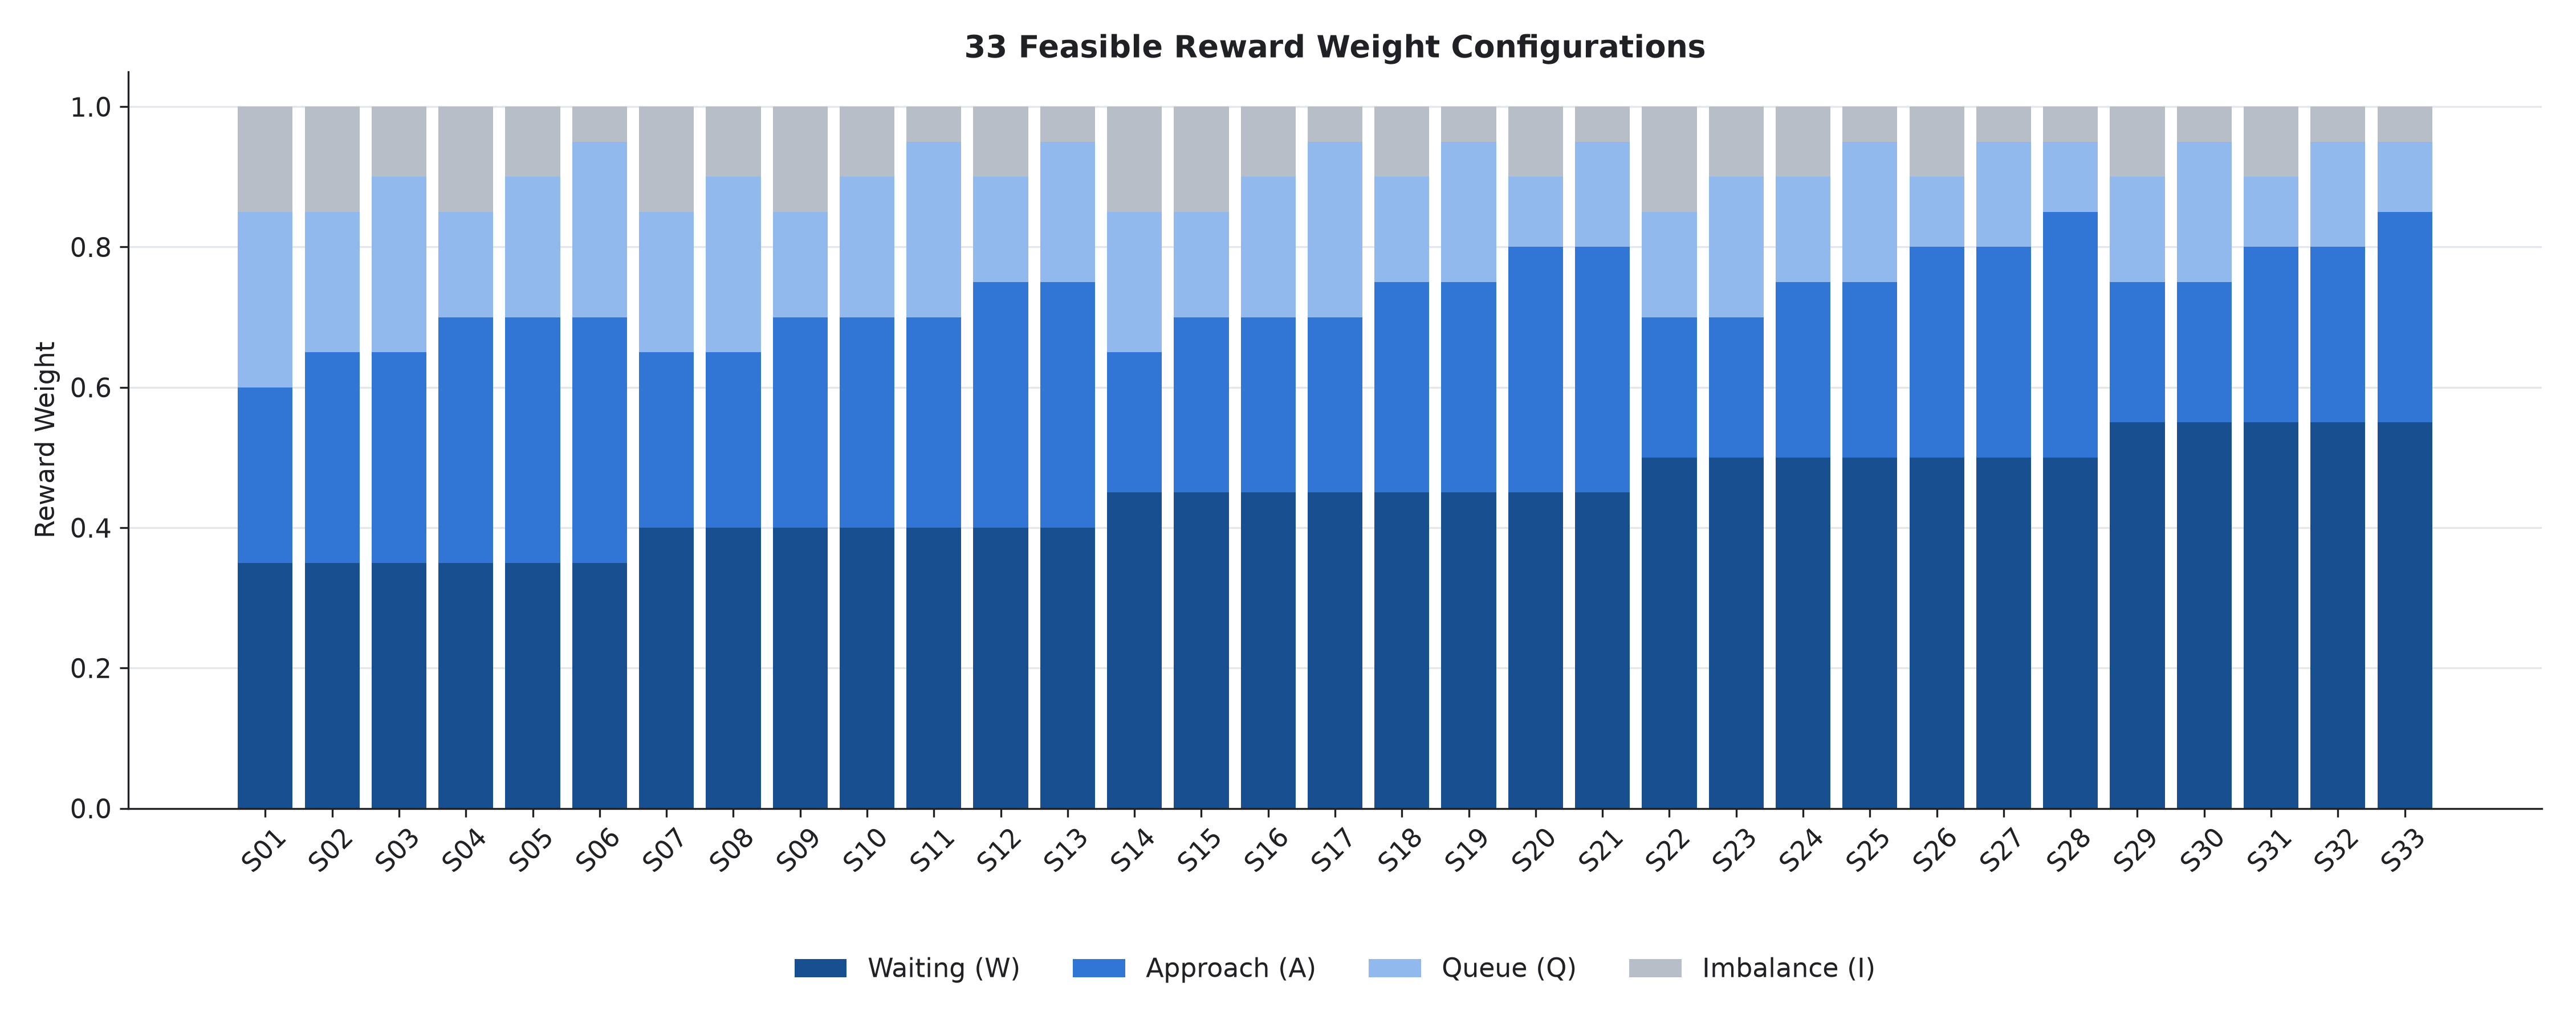 33 Feasible Reward Weight Configurations
Reward Weight
1.0
0.8
0.6
0.4
0.2
0.0
S01 S02 S03 S04 S05 S06 S07 S08 S09 S10 S11 S12 S13 S14 S15 S16 S17 S18 S19 S20 S21 S22 S23 S24 S25 S26 S27 S28 S29 S30 S31 S32 S33
Waiting (W) Approach (A) Queue (Q) Imbalance (I)